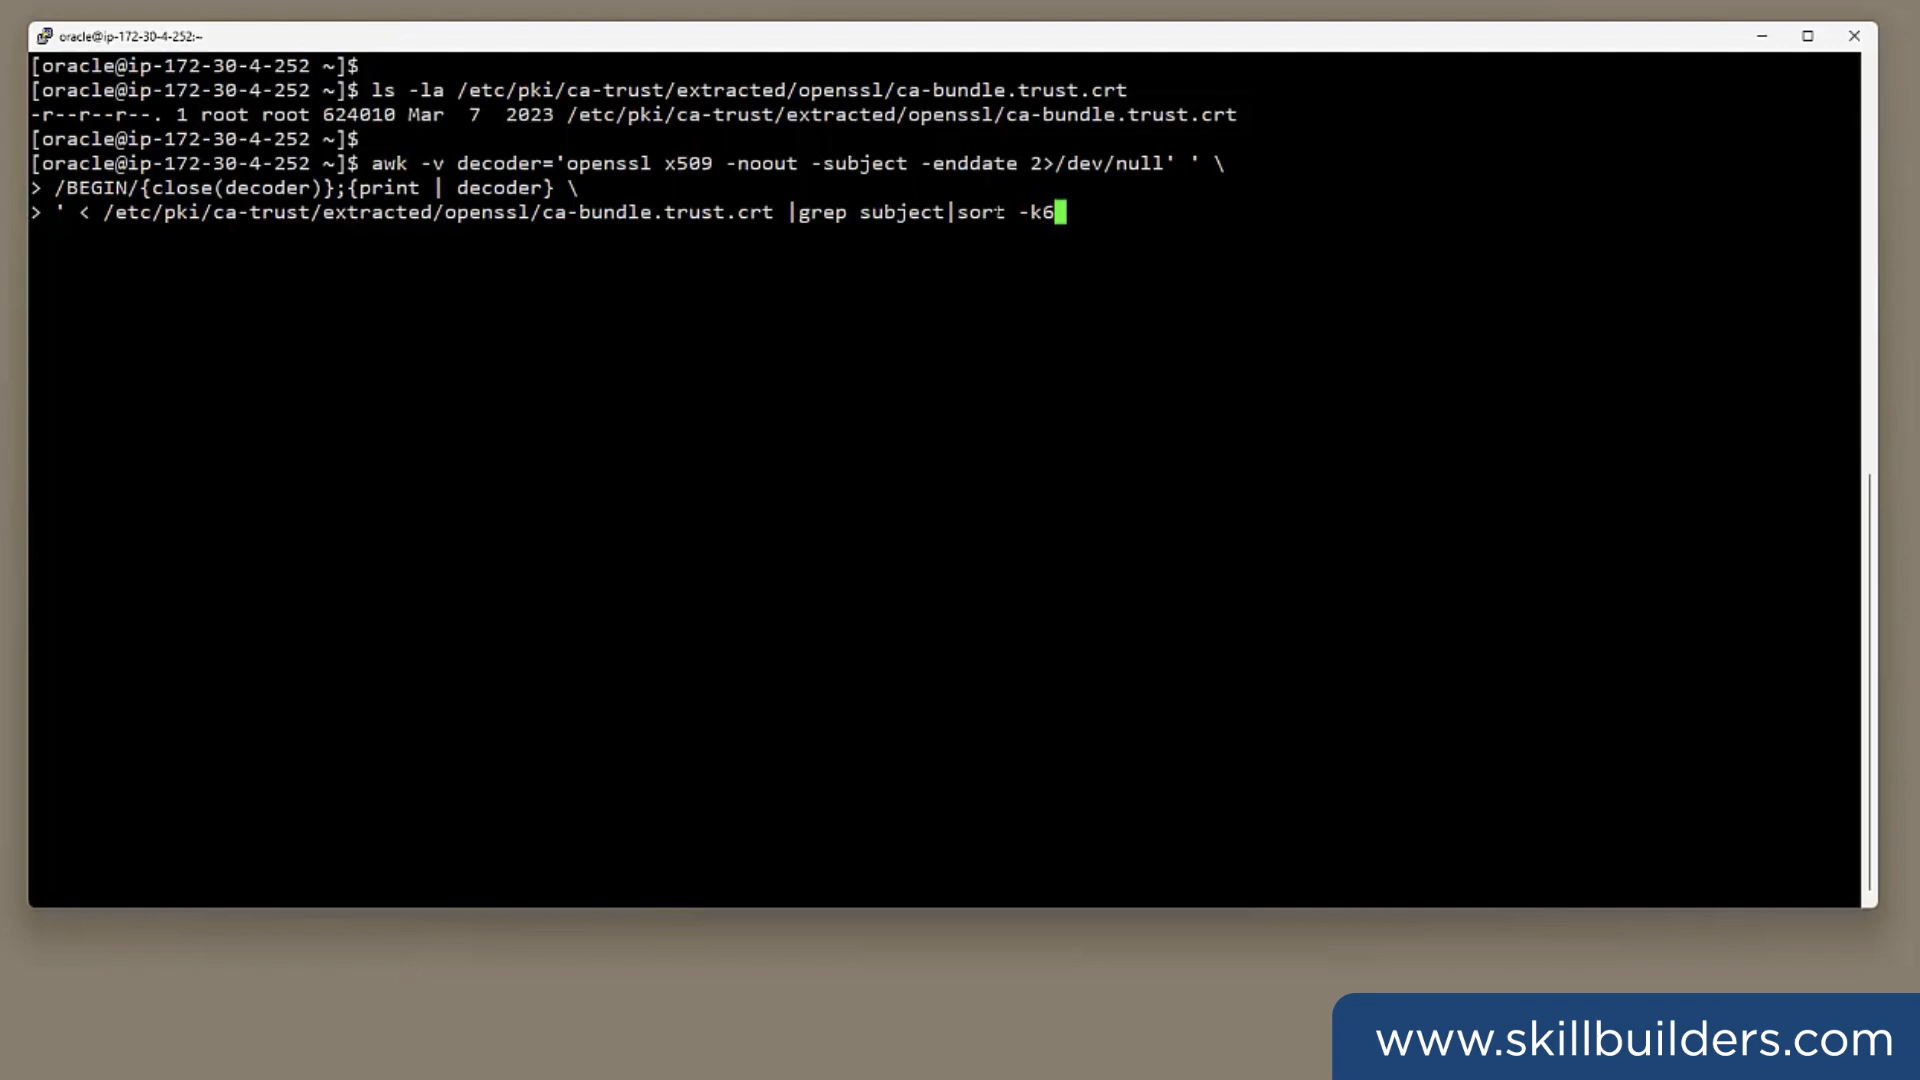 oracle@ip-172-30-4-252:~
[oracle@ip-172-30-4-252 ~]$
[oracle@ip-172-30-4-252 ~]$ ls -la /etc/pki/ca-trust/extracted/openssl/ca-bundle.trust.crt
-r--r--r--. 1 root root 624010 Mar  7  2023 /etc/pki/ca-trust/extracted/openssl/ca-bundle.trust.crt
[oracle@ip-172-30-4-252 ~]$
[oracle@ip-172-30-4-252 ~]$ awk -v decoder='openssl x509 -noout -subject -enddate 2>/dev/null' ' \
> /BEGIN/{close(decoder)};{print | decoder} \
> ' < /etc/pki/ca-trust/extracted/openssl/ca-bundle.trust.crt |grep subject|sort -k6
www.skillbuilders.com